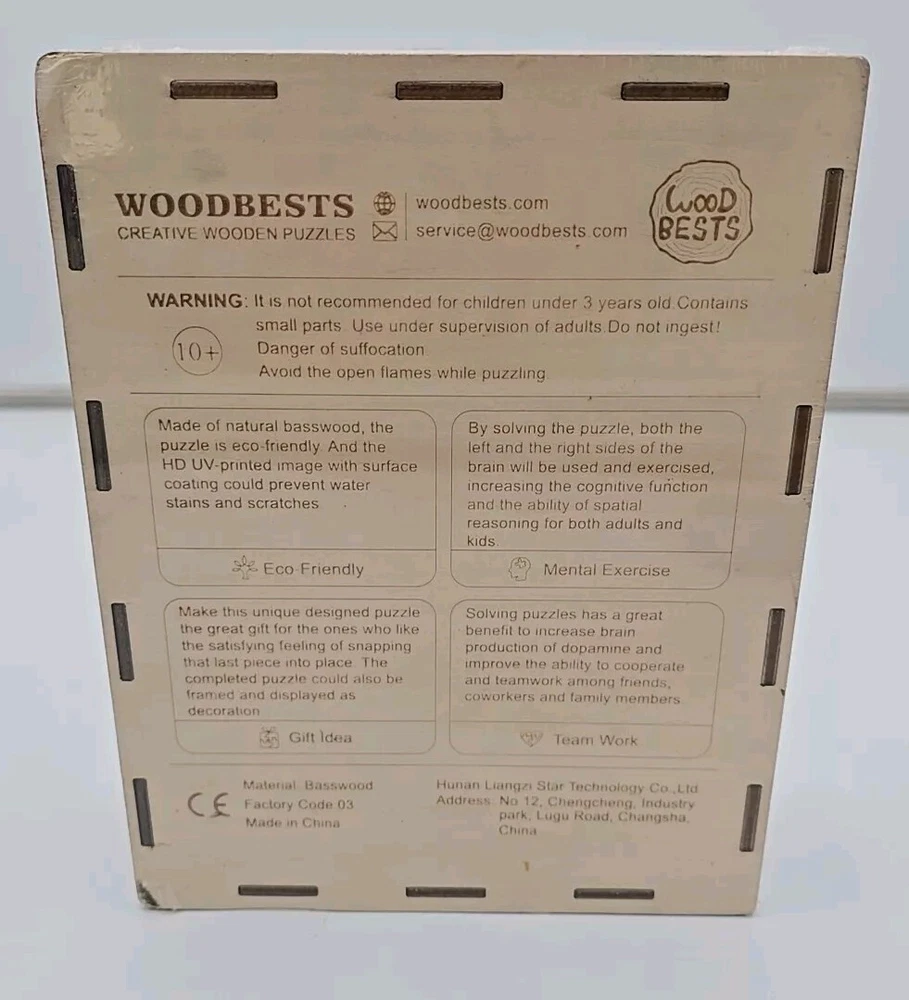 WOODBESTS
CREATIVE WOODEN PUZZLES
woodbests.com
service@woodbests.com
WOOD
BESTS
WARNING: It is not recommended for children under 3 years old.Contains
small parts. Use under supervision of adults.Do not ingest!
Danger of suffocation.
Avoid the open flames while puzzling.
10+
Made of natural basswood, the
puzzle is eco-friendly. And the
HD UV-printed image with surface
coating could prevent water
stains and scratches.
Eco-Friendly
By solving the puzzle, both the
left and the right sides of the
brain will be used and exercised,
increasing the cognitive function
and the ability of spatial
reasoning for both adults and
kids.
Mental Exercise
Make this unique designed puzzle
the great gift for the ones who like
the satisfying feeling of snapping
that last piece into place. The
completed puzzle could also be
framed and displayed as
decoration.
Gift Idea
Solving puzzles has a great
benefit to increase brain
production of dopamine and
improve the ability to cooperate
and teamwork among friends,
coworkers and family members.
Team Work
CE
Material: Basswood
Factory Code 03
Made in China
Hunan Liangzi Star Technology Co.,Ltd
Address: No 12, Chengcheng, Industry
park, Lugu Road, Changsha,
China